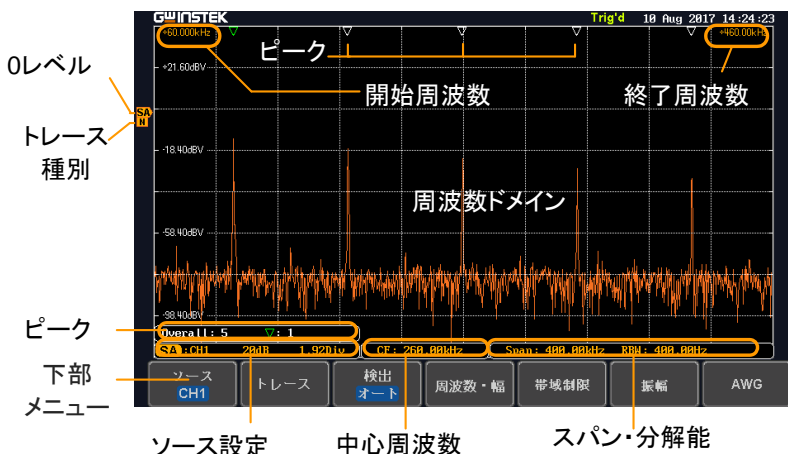 GWINSTEK
Trig'd 10 Aug 2017 14:24:23
+60.000kHz
+460.00kHz
ピーク
+21.60dBV
0レベル
開始周波数
終了周波数
SA
N
トレース
種別
-18.40dBV
周波数ドメイン
-58.40dBV
-98.40dBV
ピーク
Overall: 5 ▽: 1
SA :CH1 20dB 1.92Div
CF: 260.00kHz
Span: 400.00kHz RBW: 400.00Hz
下部
メニュー
ソース
CH1
トレース
検出
オート
周波数・幅
帯域制限
振幅
AWG
ソース設定
中心周波数
スパン・分解能